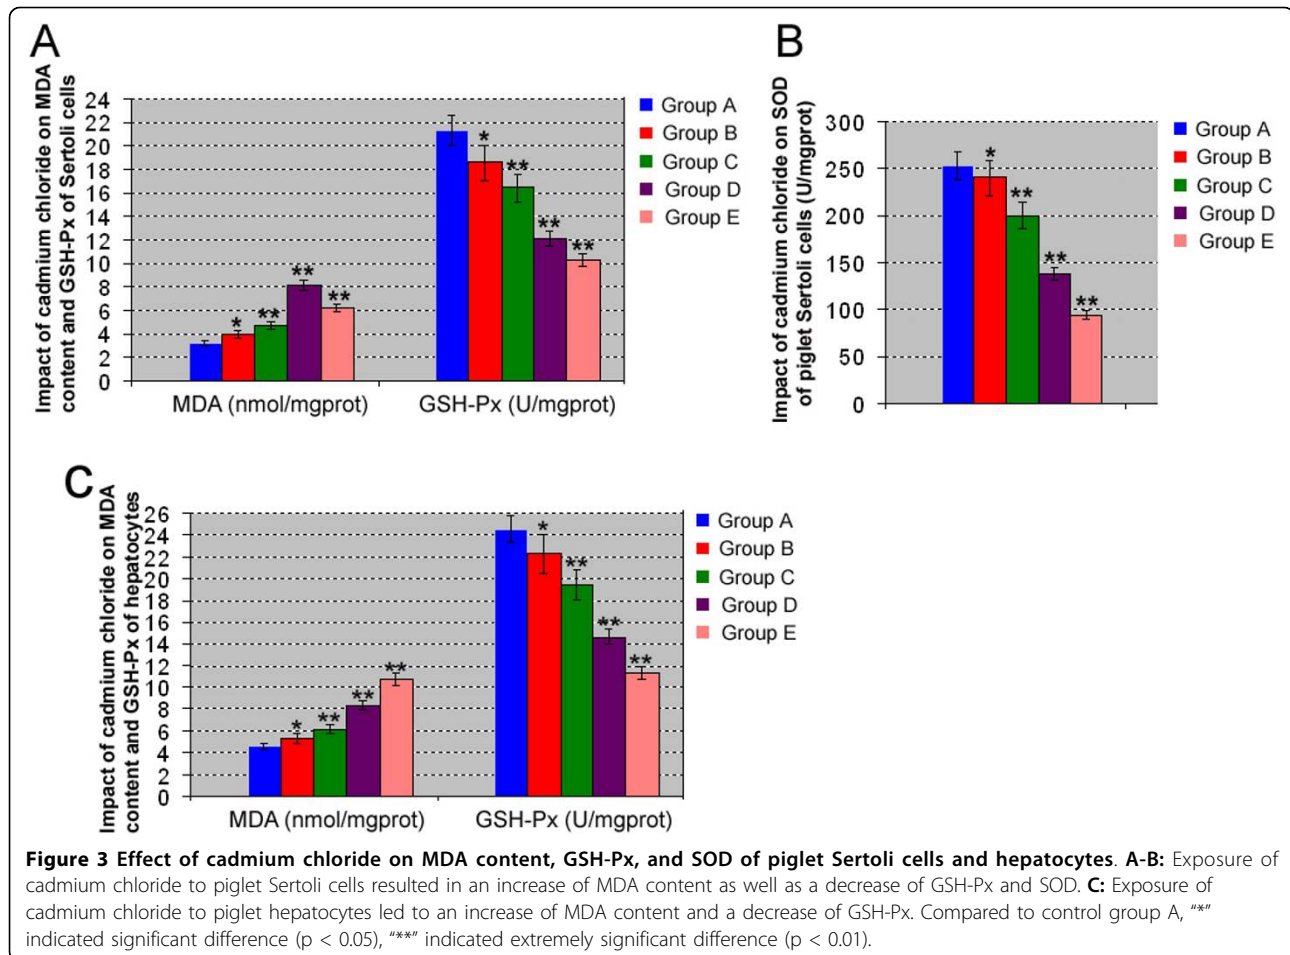 A
Impact of cadmium chloride on MDA
content and GSH-Px of Sertoli cells
24
22
20
18
16
14
12
10
8
6
4
2
0
*
**
**
**
*
**
**
**
MDA (nmol/mgprot)
GSH-Px (U/mgprot)
Group A
Group B
Group C
Group D
Group E
B
Impact of cadmium chloride on SOD
of piglet Sertoli cells (U/mgprot)
300
250
200
150
100
50
0
*
**
**
**
Group A
Group B
Group C
Group D
Group E
C
Impact of cadmium chloride on MDA
content and GSH-Px of hepatocytes
26
24
22
20
18
16
14
12
10
8
6
4
2
0
*
**
**
**
*
**
**
**
MDA (nmol/mgprot)
GSH-Px (U/mgprot)
Group A
Group B
Group C
Group D
Group E
Figure 3 Effect of cadmium chloride on MDA content, GSH-Px, and SOD of piglet Sertoli cells and hepatocytes. A-B: Exposure of
cadmium chloride to piglet Sertoli cells resulted in an increase of MDA content as well as a decrease of GSH-Px and SOD. C: Exposure of
cadmium chloride to piglet hepatocytes led to an increase of MDA content and a decrease of GSH-Px. Compared to control group A, “*”
indicated significant difference (p < 0.05), “**” indicated extremely significant difference (p < 0.01).